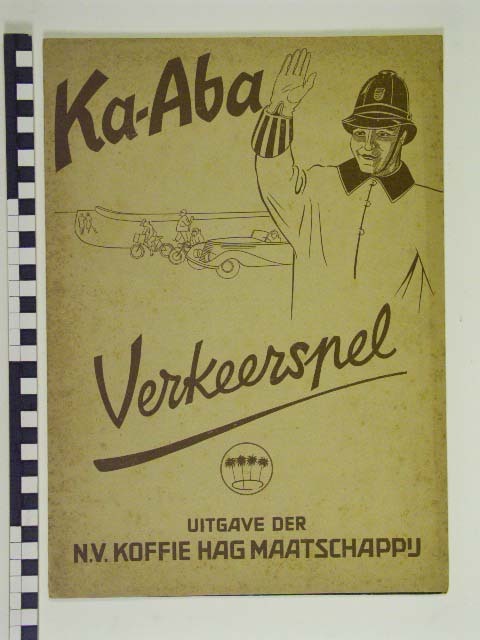 Ka-Aba
Verkeerspel
UITGAVE DER
N.V. KOFFIE HAG MAATSCHAPPIJ